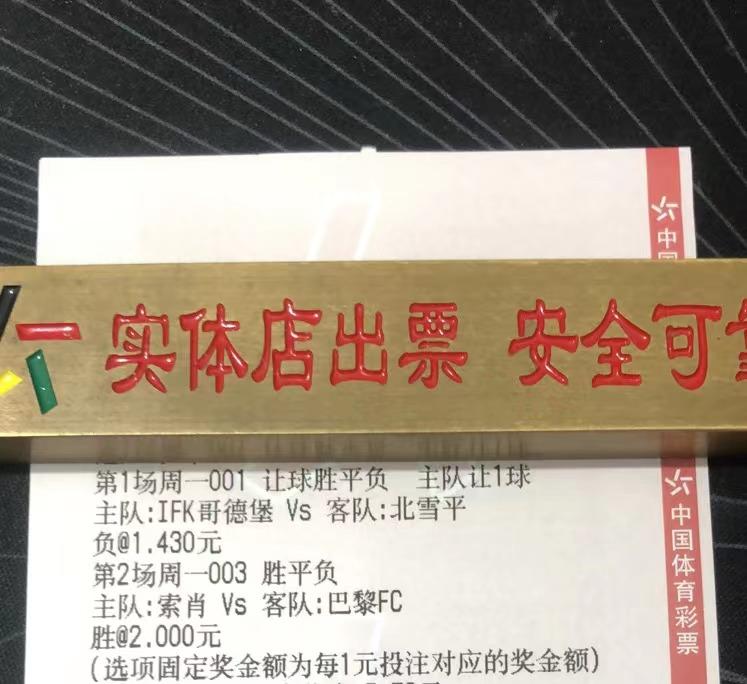 中国
实体店出票 安全可靠
第1场周一001 让球胜平负 主队让1球
主队:IFK哥德堡 Vs 客队:北雪平
负@1.430元
第2场周一003 胜平负
主队:索肖 Vs 客队:巴黎FC
胜@2.000元
(选项固定奖金额为每1元投注对应的奖金额)
中国体育彩票